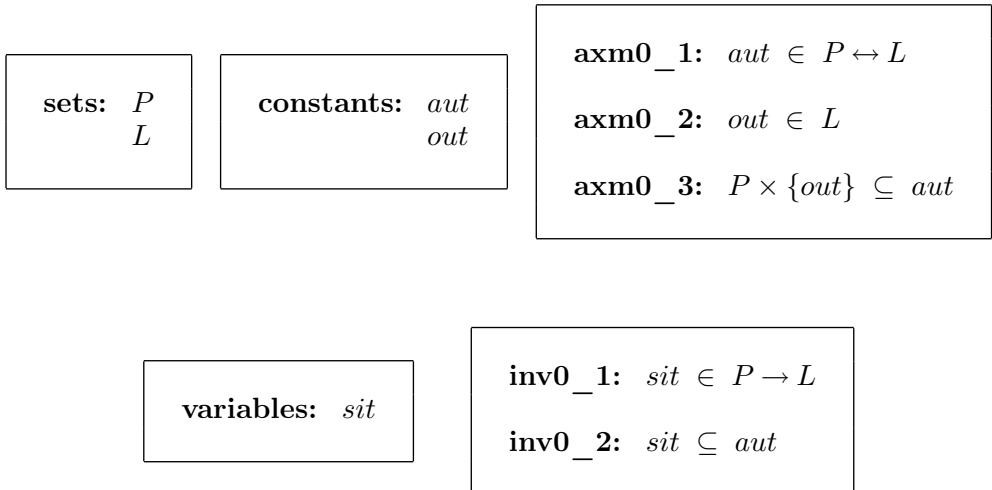 sets: P
L
constants: aut
out
axm0_1: aut ∈ P ↔ L
axm0_2: out ∈ L
axm0_3: P × {out} ⊆ aut
variables: sit
inv0_1: sit ∈ P → L
inv0_2: sit ⊆ aut